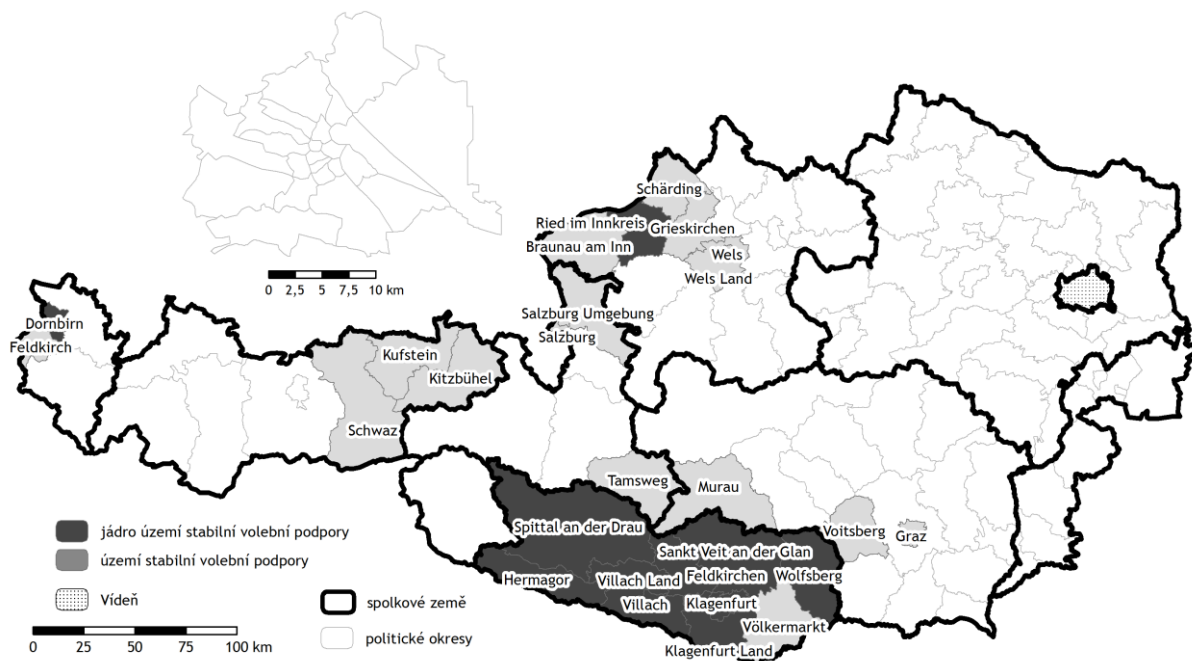 Schärding
Ried im Innkreis
Grieskirchen
Braunau am Inn
Wels
Wels Land
0 2,5 5 7,5 10 km
Dornbirn
Feldkirch
Salzburg Umgebung
Salzburg
Kufstein
Kitzbühel
Schwaz
Tamsweg
Murau
Spittal an der Drau
Voitsberg
Graz
Sankt Veit an der Glan
Hermagor
Villach Land
Feldkirchen
Wolfsberg
Villach
Klagenfurt
Völkermarkt
Klagenfurt Land
jádro území stabilní volební podpory
území stabilní volební podpory
Vídeň
spolkové země
politické okresy
0 25 50 75 100 km